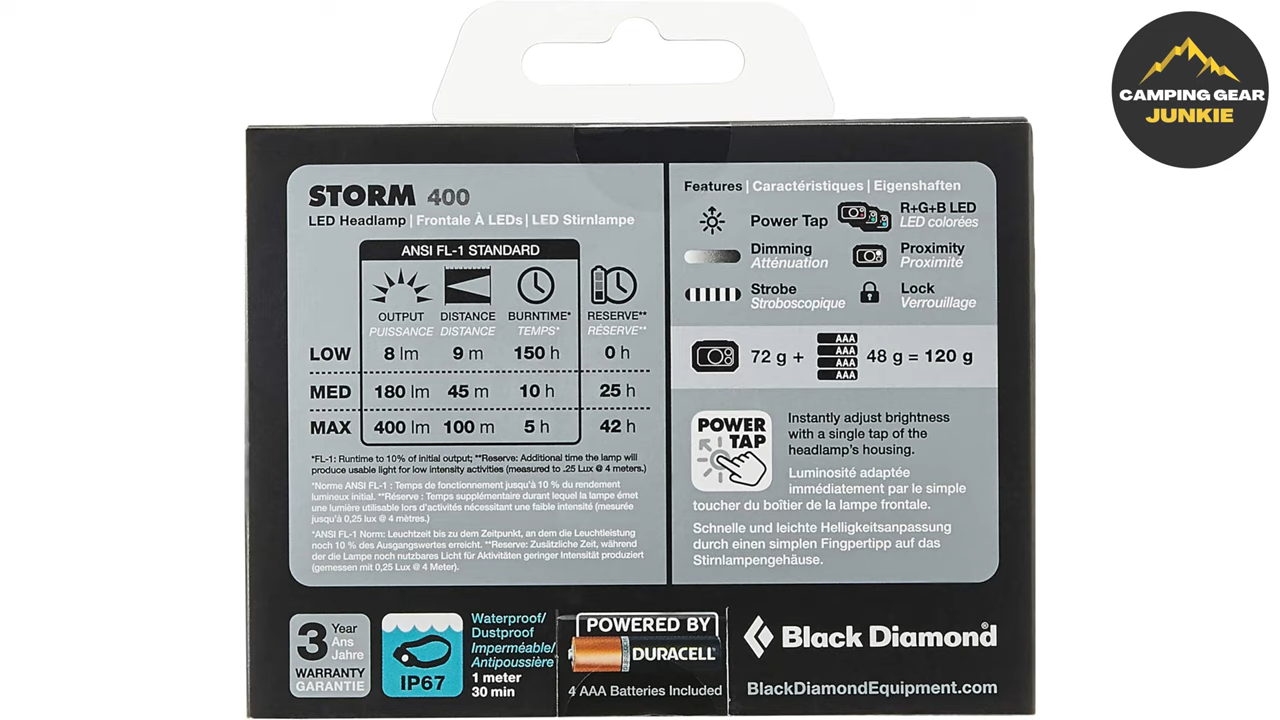 CAMPING GEAR
JUNKIE
STORM 400
LED Headlamp | Frontale À LEDs | LED Stirnlampe
ANSI FL-1 STANDARD
OUTPUT DISTANCE BURNTIME* RESERVE**
PUISSANCE DISTANCE TEMPS* RÉSERVE**
LOW 8 lm 9 m 150 h 0 h
MED 180 lm 45 m 10 h 25 h
MAX 400 lm 100 m 5 h 42 h
*FL-1: Runtime to 10% of initial output; **Reserve: Additional time the lamp will
produce usable light for low intensity activities (measured to .25 Lux @ 4 meters.)
*Norme ANSI FL-1 : Temps de fonctionnement jusqu'à 10 % du rendement
lumineux initial. **Réserve : Temps supplémentaire durant lequel la lampe émet
une lumière utilisable lors d'activités nécessitant une faible intensité (mesurée
jusqu'à 0,25 lux @ 4 mètres.)
*ANSI FL-1 Norm: Leuchtzeit bis zu dem Zeitpunkt, an dem die Leuchtleistung
noch 10 % des Ausgangswertes erreicht. **Reserve: Zusätzliche Zeit, während
der die Lampe noch nutzbares Licht für Aktivitäten geringer Intensität produziert
(gemessen mit 0,25 Lux @ 4 Meter).
Features | Caractéristiques | Eigenshaften
Power Tap
R+G+B LED
LED colorées
Dimming
Atténuation
Proximity
Proximité
Strobe
Stroboscopique
Lock
Verrouillage
72 g + AAA AAA AAA AAA 48 g = 120 g
POWER
TAP
Instantly adjust brightness
with a single tap of the
headlamp's housing.
Luminosité adaptée
immédiatement par le simple
toucher du boîtier de la lampe frontale.
Schnelle und leichte Helligkeitsanpassung
durch einen simplen Fingpertipp auf das
Stirnlampengehäuse.
3 Year
Ans
Jahre
WARRANTY
GARANTIE
IP67
Waterproof/
Dustproof
Imperméable/
Antipoussière
1 meter
30 min
POWERED BY
DURACELL
4 AAA Batteries Included
Black Diamond®
BlackDiamondEquipment.com